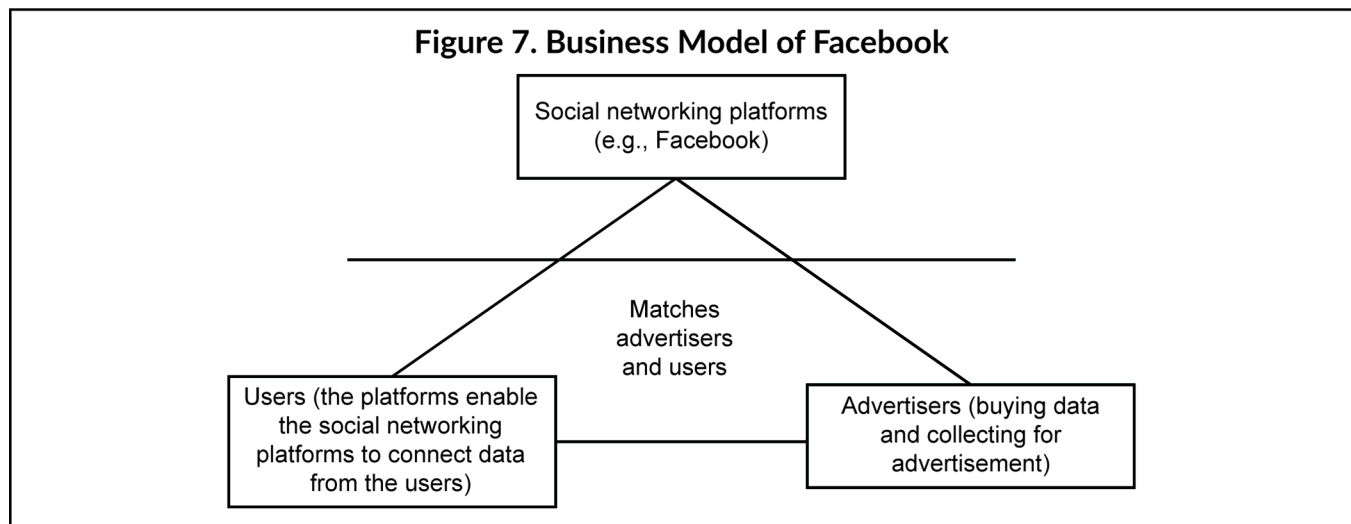 Figure 7. Business Model of Facebook
Social networking platforms
(e.g., Facebook)
Matches
advertisers
and users
Users (the platforms enable
the social networking
platforms to connect data
from the users)
Advertisers (buying data
and collecting for
advertisement)